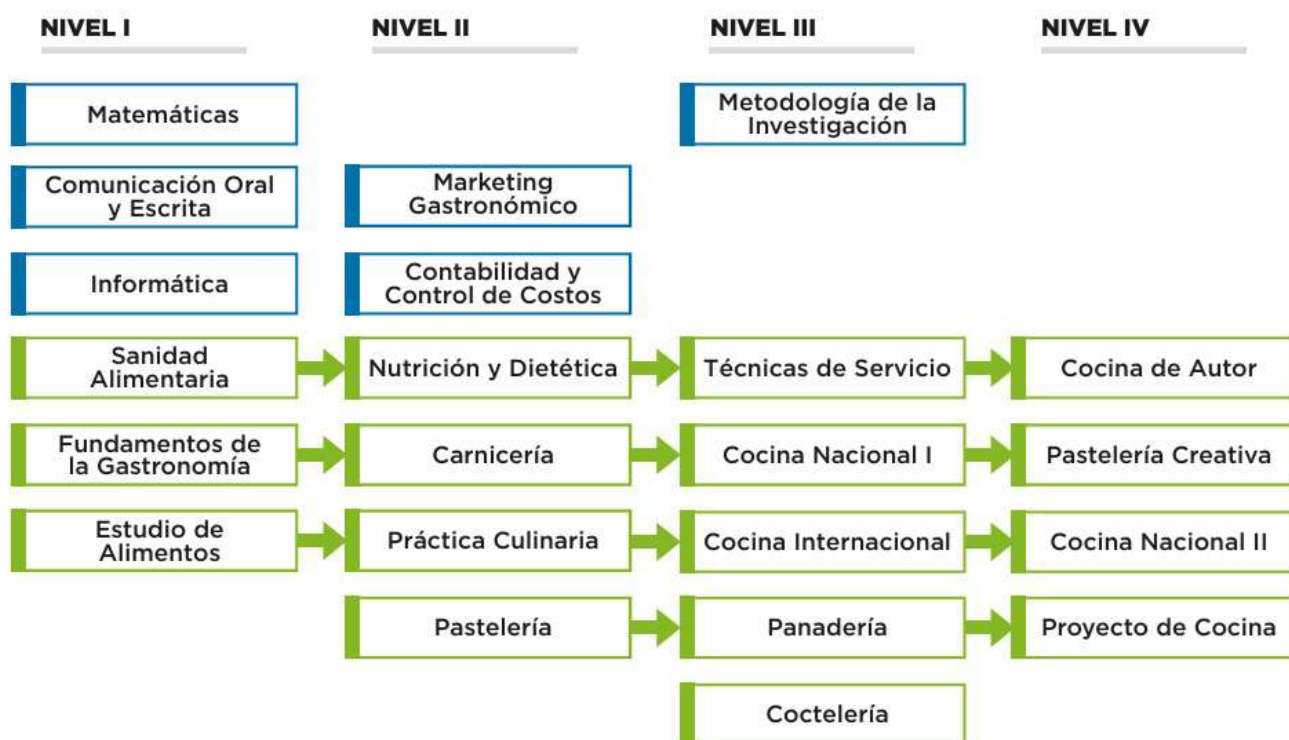 NIVEL I
NIVEL II
NIVEL III
NIVEL IV
Matemáticas
Metodología de la
Investigación
Comunicación Oral
y Escrita
Marketing
Gastronómico
Informática
Contabilidad y
Control de Costos
Sanidad
Alimentaria
Nutrición y Dietética
Técnicas de Servicio
Cocina de Autor
Fundamentos de
la Gastronomía
Carnicería
Cocina Nacional I
Pastelería Creativa
Estudio de
Alimentos
Práctica Culinaria
Cocina Internacional
Cocina Nacional II
Pastelería
Panadería
Proyecto de Cocina
Coctelería